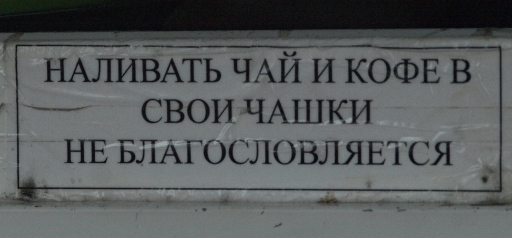 НАЛИВАТЬ ЧАЙ И КОФЕ В
СВОИ ЧАШКИ
НЕ БЛАГОСЛОВЛЯЕТСЯ